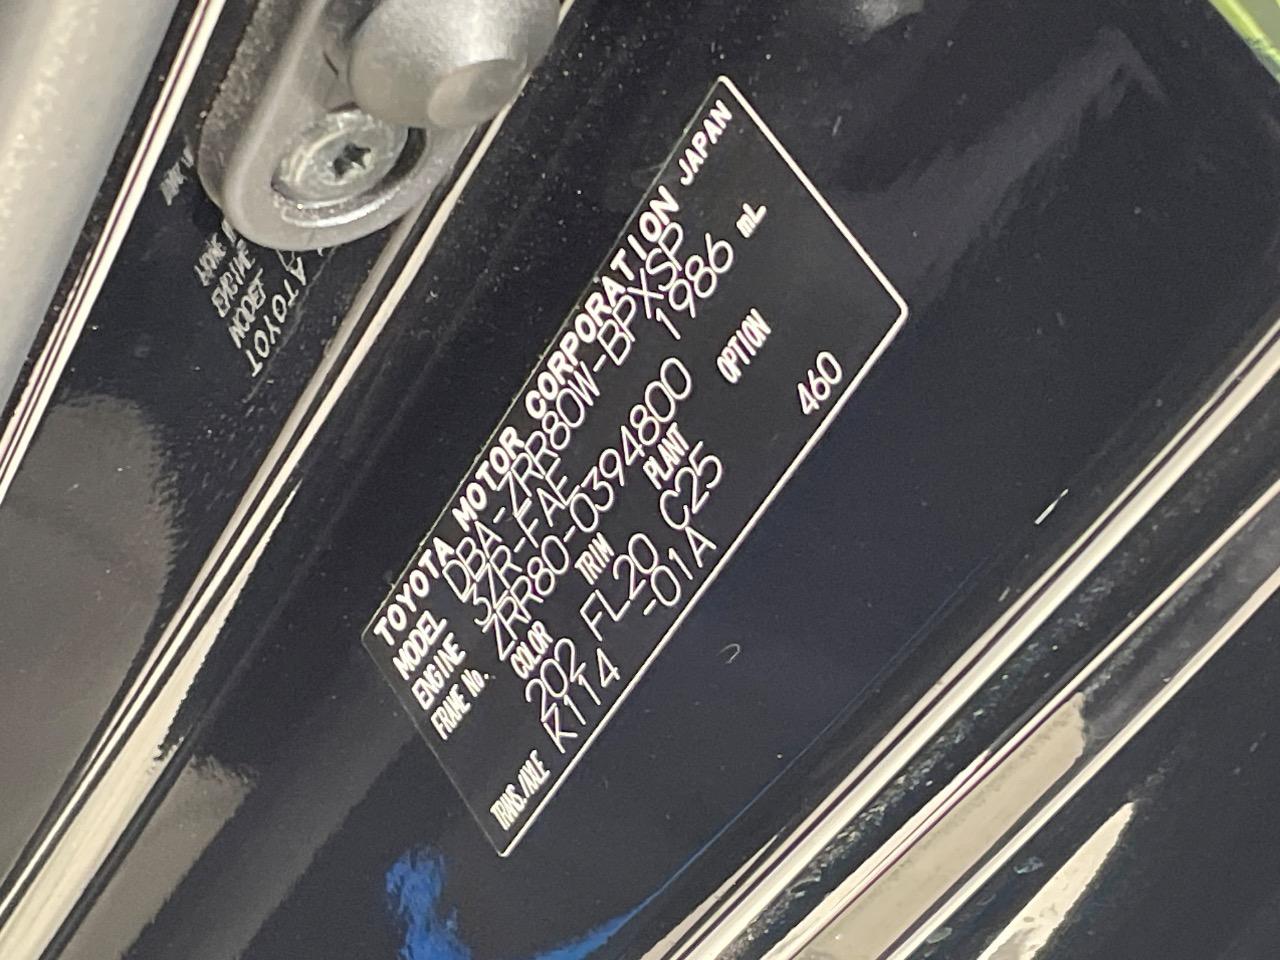 TOYOTA MOTOR CORPORATION JAPAN
MODEL DBA-ZRR80W-BPXSP
ENGINE 3ZR-FAE 1986 mL
FRAME No. ZRR80-0394800
COLOR TRIM PLANT OPTION
202 FL20 C25
TRANS./AXLE K114 -01A 460